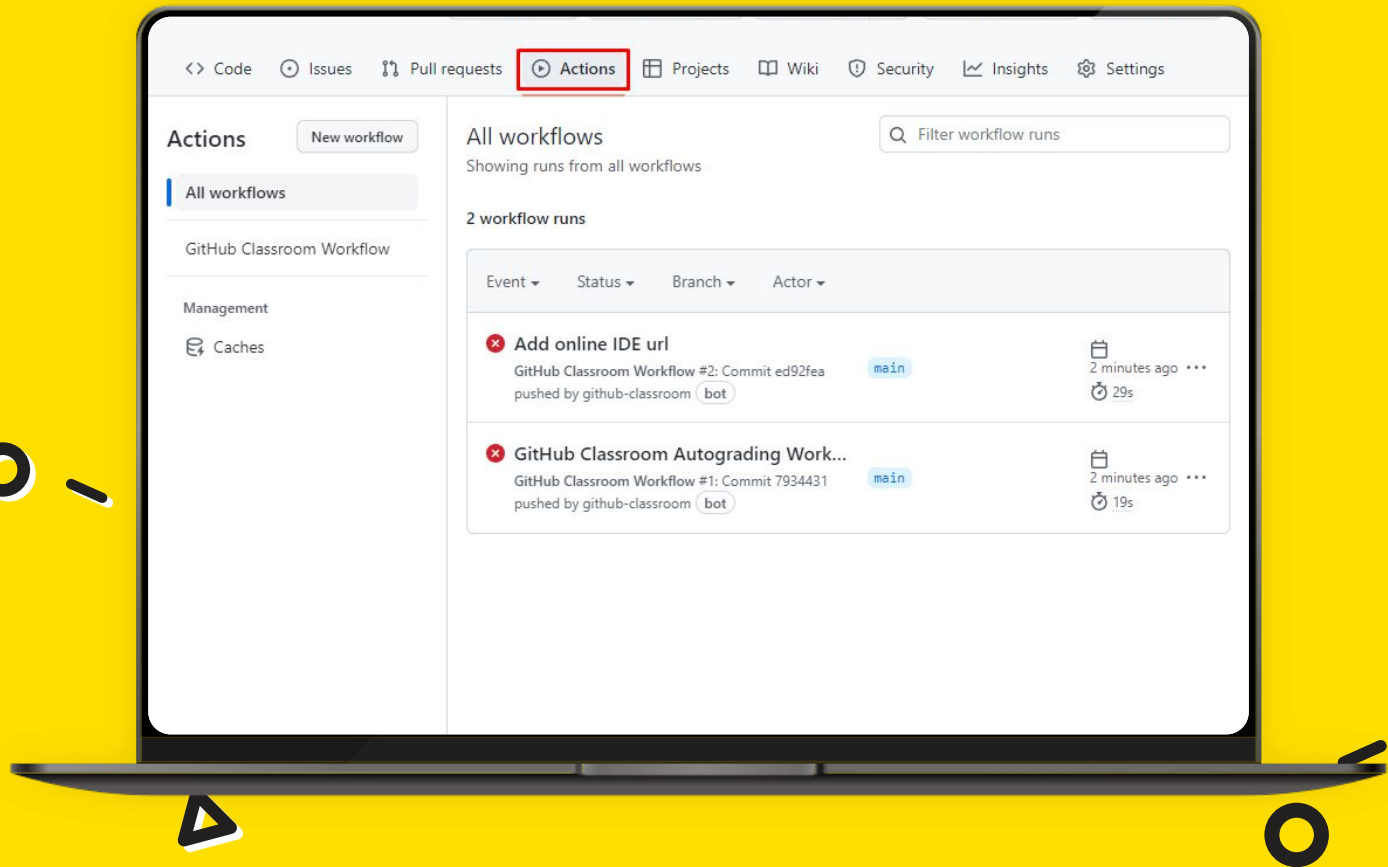 Code Issues Pull requests Actions Projects Wiki Security Insights Settings
Actions
New workflow
All workflows
GitHub Classroom Workflow
Management
Caches
All workflows
Filter workflow runs
Showing runs from all workflows
2 workflow runs
Event Status Branch Actor
Add online IDE url
GitHub Classroom Workflow #2: Commit ed92fea
pushed by github-classroom bot
main
2 minutes ago
29s
GitHub Classroom Autograding Work...
GitHub Classroom Workflow #1: Commit 7934431
pushed by github-classroom bot
main
2 minutes ago
19s